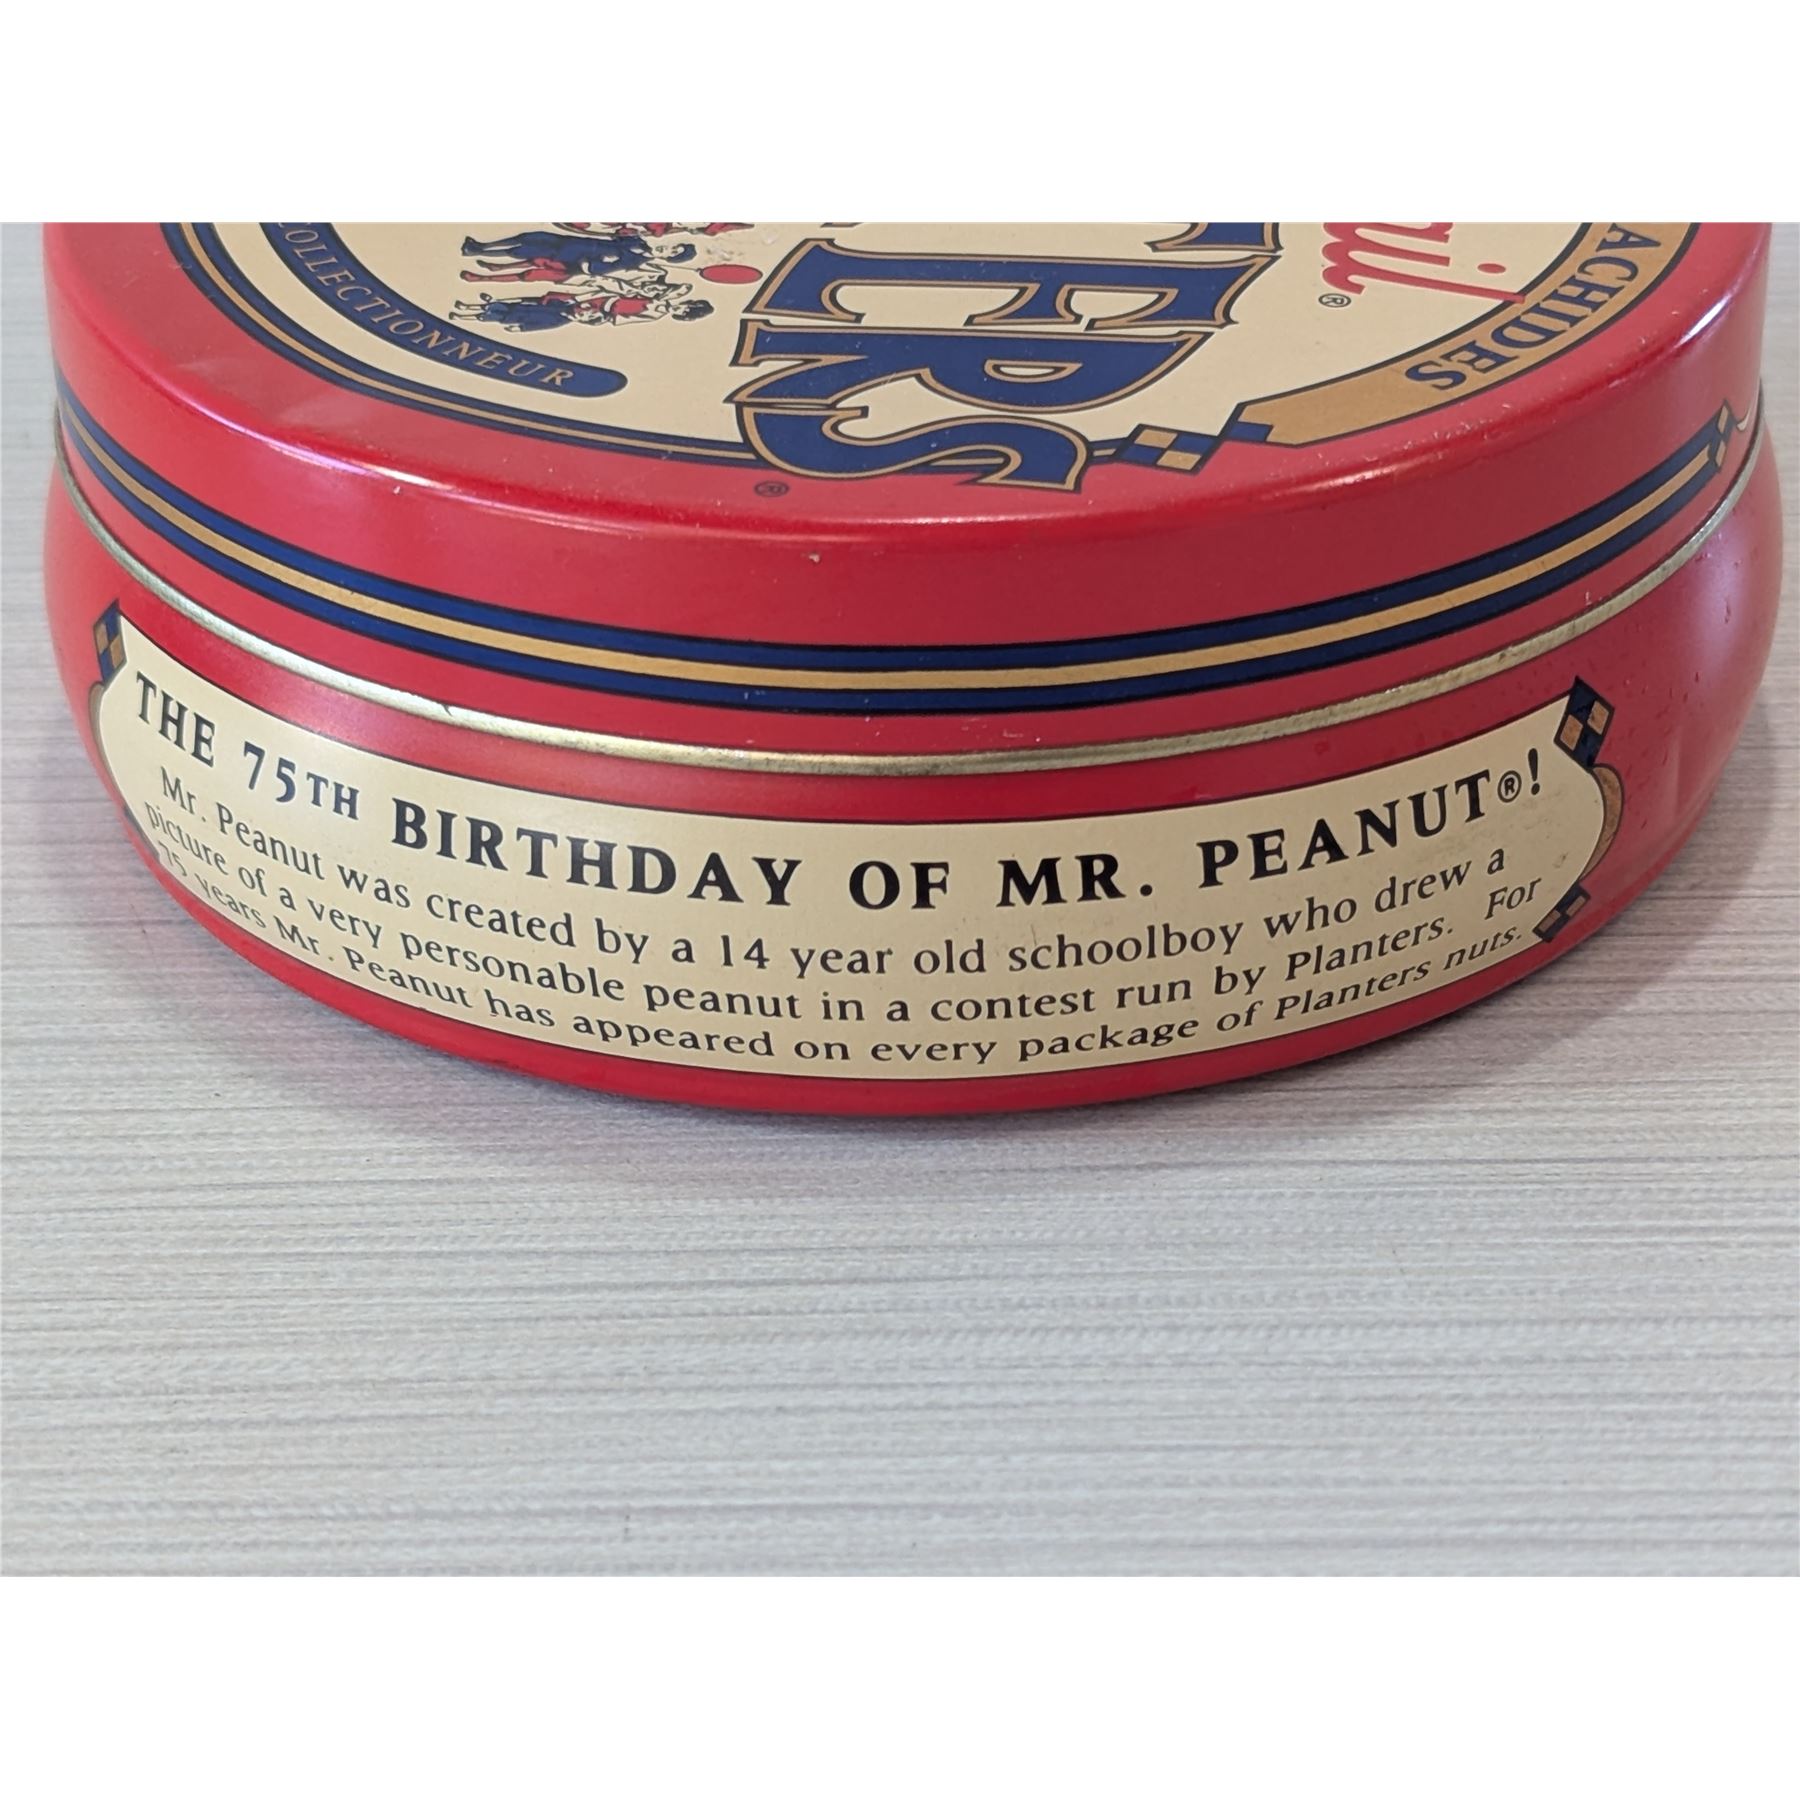 COLLECTIONNEUR
ERS
®
®
ACHIDES
THE 75TH BIRTHDAY OF MR. PEANUT®!
Mr. Peanut was created by a 14 year old schoolboy who drew a
picture of a very personable peanut in a contest run by Planters. For
75 years Mr. Peanut has appeared on every package of Planters nuts.